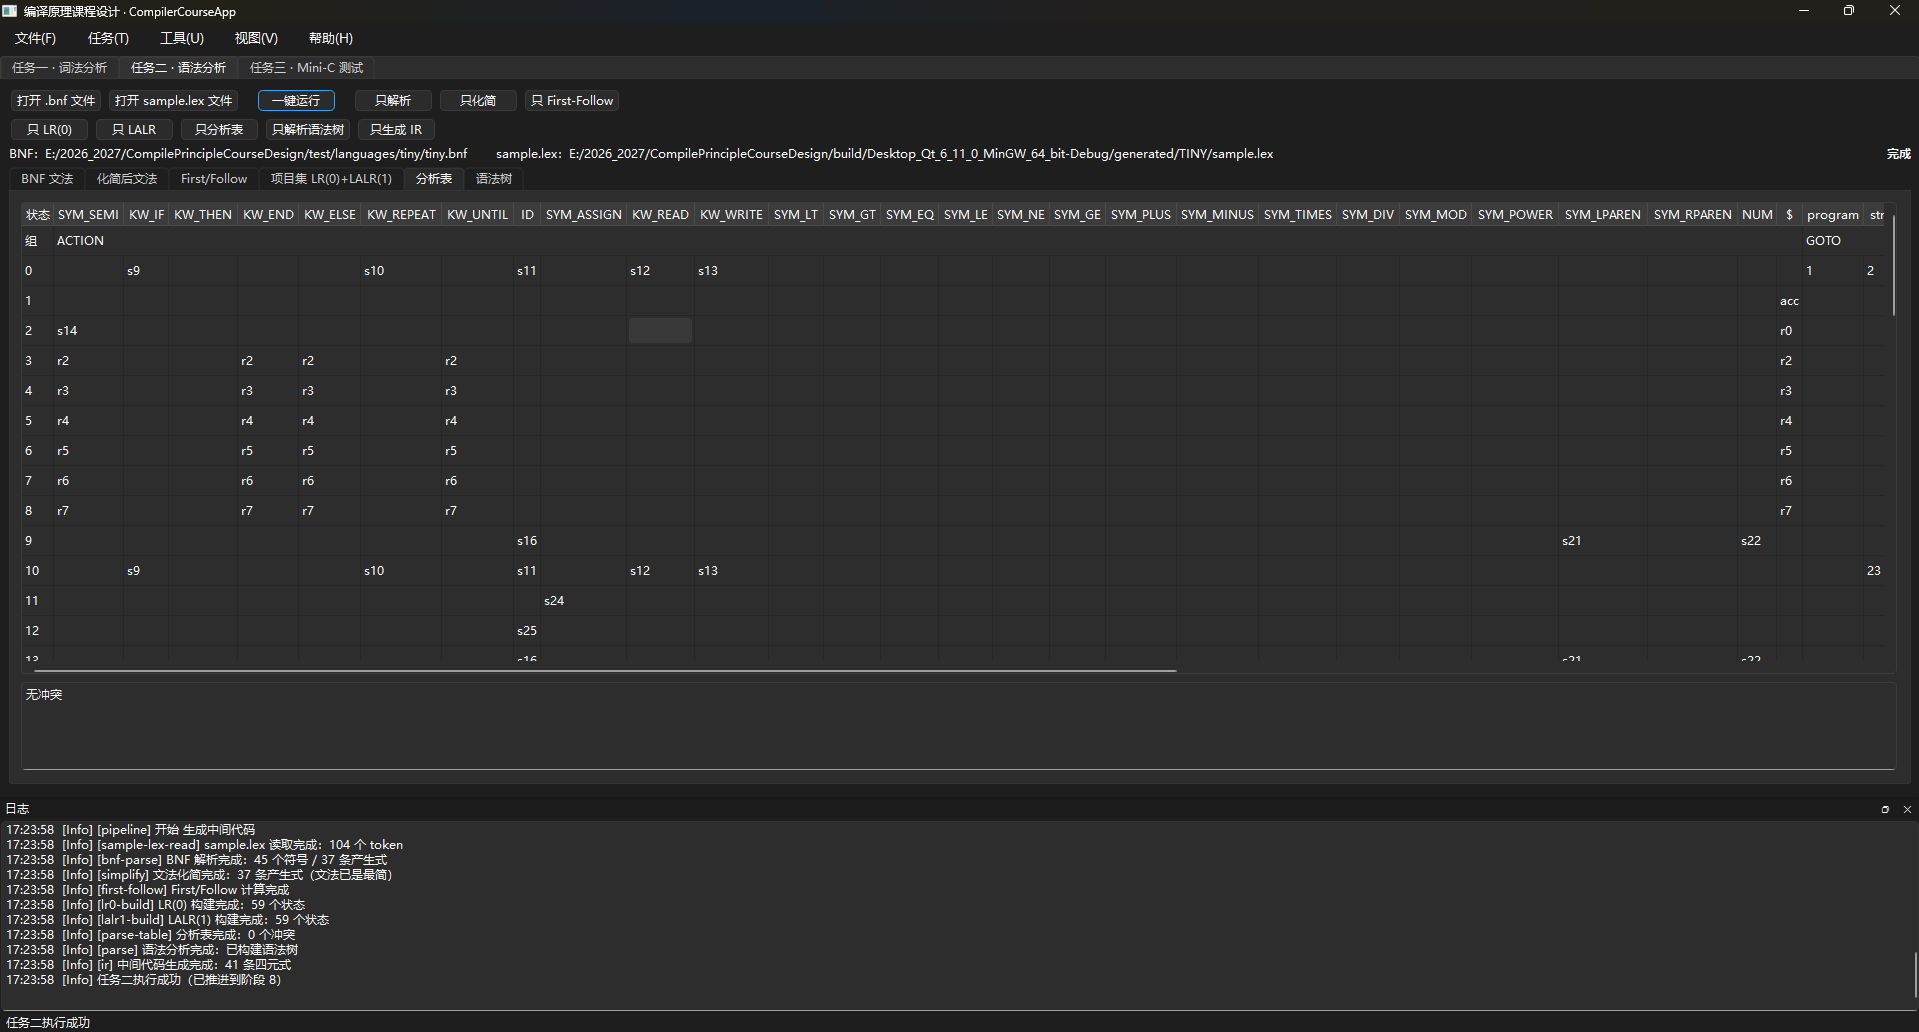 编译原理课程设计 · CompilerCourseApp
文件(F) 任务(T) 工具(U) 视图(V) 帮助(H)
任务一 · 词法分析 任务二 · 语法分析 任务三 · Mini-C 测试
打开 .bnf 文件 打开 sample.lex 文件 一键运行 只解析 只化简 只 First-Follow
只 LR(0) 只 LALR 只分析表 只解析语法树 只生成 IR
BNF: E:/2026_2027/CompilePrincipleCourseDesign/test/languages/tiny/tiny.bnf sample.lex: E:/2026_2027/CompilePrincipleCourseDesign/build/Desktop_Qt_6_11_0_MinGW_64_bit-Debug/generated/TINY/sample.lex 完成
BNF 文法 化简后文法 First/Follow 项目集 LR(0)+LALR(1) 分析表 语法树
状态 SYM_SEMI KW_IF KW_THEN KW_END KW_ELSE KW_REPEAT KW_UNTIL ID SYM_ASSIGN KW_READ KW_WRITE SYM_LT SYM_GT SYM_EQ SYM_LE SYM_NE SYM_GE SYM_PLUS SYM_MINUS SYM_TIMES SYM_DIV SYM_MOD SYM_POWER SYM_LPAREN SYM_RPAREN NUM $ program str
组 ACTION GOTO
0 s9 s10 s11 s12 s13 1 2
1 acc
2 s14 r0
3 r2 r2 r2 r2 r2
4 r3 r3 r3 r3 r3
5 r4 r4 r4 r4 r4
6 r5 r5 r5 r5 r5
7 r6 r6 r6 r6 r6
8 r7 r7 r7 r7 r7
9 s16 s21 s22
10 s9 s10 s11 s12 s13 23
11 s24
12 s25
13 s16 s21 s22
无冲突
日志
17:23:58 [Info] [pipeline] 开始 生成中间代码
17:23:58 [Info] [sample-lex-read] sample.lex 读取完成：104 个 token
17:23:58 [Info] [bnf-parse] BNF 解析完成：45 个符号 / 37 条产生式
17:23:58 [Info] [simplify] 文法化简完成：37 条产生式（文法已是最简）
17:23:58 [Info] [first-follow] First/Follow 计算完成
17:23:58 [Info] [lr0-build] LR(0) 构建完成：59 个状态
17:23:58 [Info] [lalr1-build] LALR(1) 构建完成：59 个状态
17:23:58 [Info] [parse-table] 分析表完成：0 个冲突
17:23:58 [Info] [parse] 语法分析完成：已构建语法树
17:23:58 [Info] [ir] 中间代码生成完成：41 条四元式
17:23:58 [Info] 任务二执行成功（已推进到阶段 8）
任务二执行成功